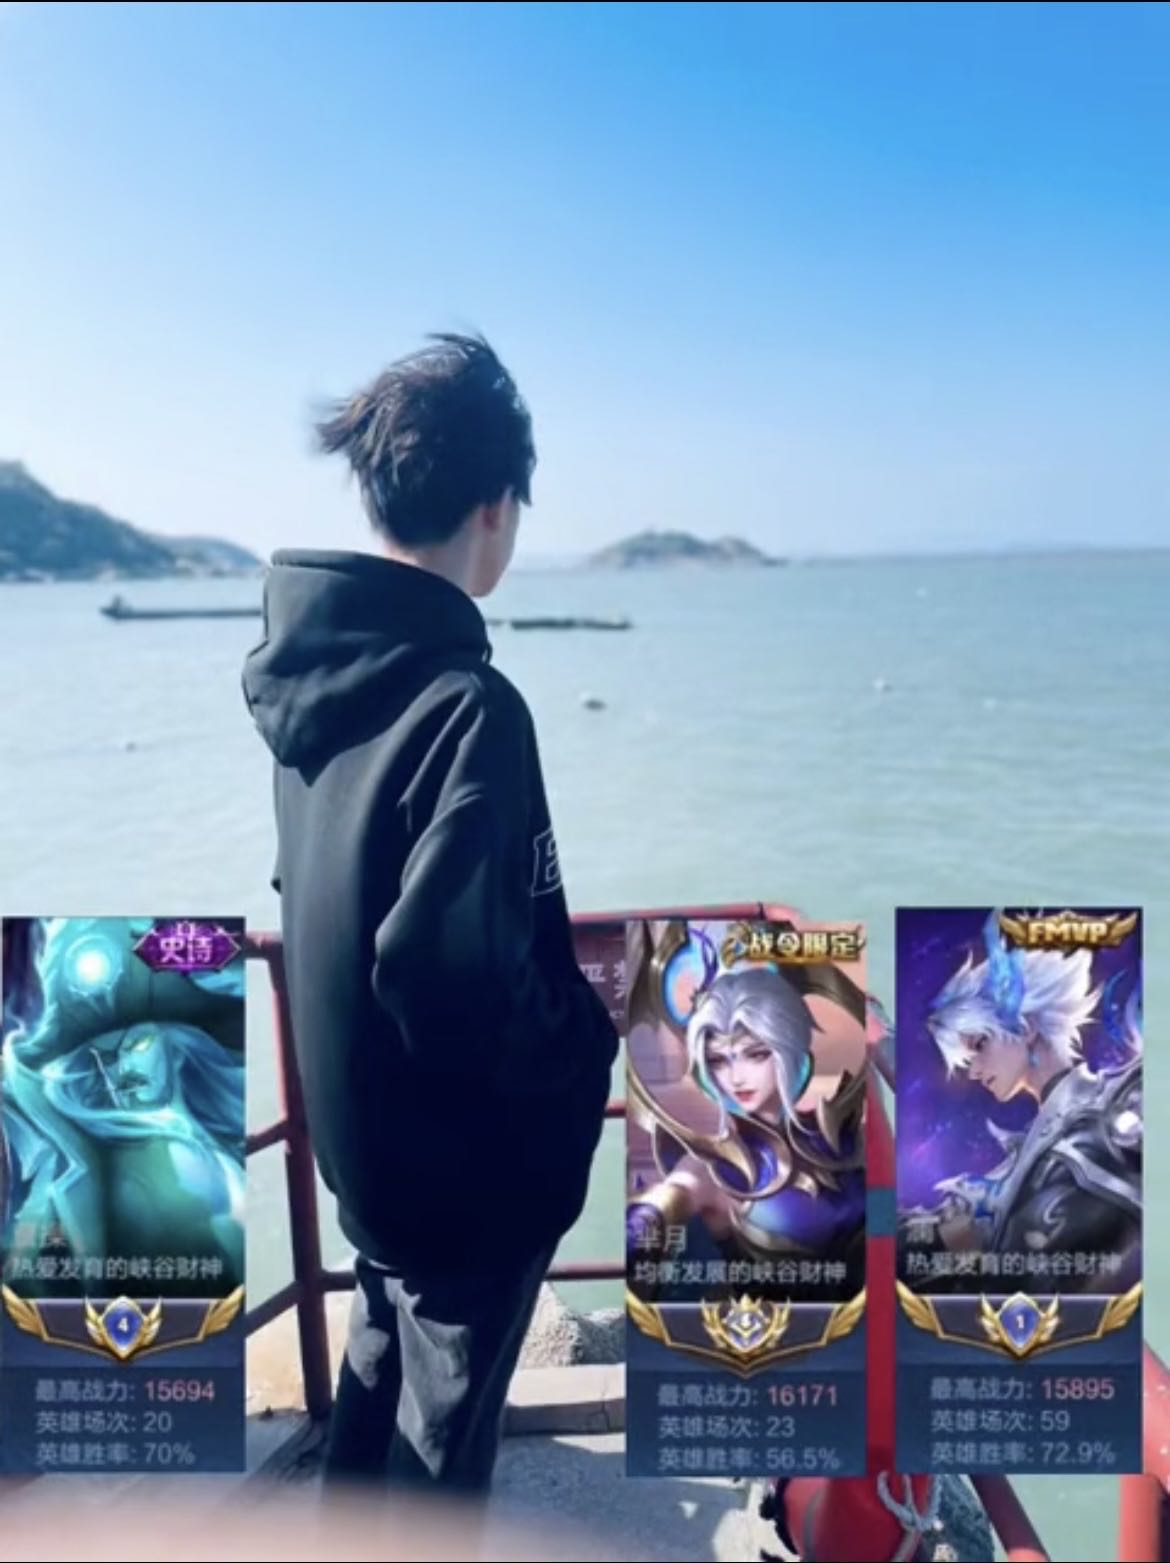 史诗
操
热爱发育的峡谷财神
4
最高战力: 15694
英雄场次: 20
英雄胜率: 70%
E
严禁
战令限定
芈月
均衡发展的峡谷财神
最高战力: 16171
英雄场次: 23
英雄胜率: 56.5%
FMVP
澜
热爱发育的峡谷财神
1
最高战力: 15895
英雄场次: 59
英雄胜率: 72.9%